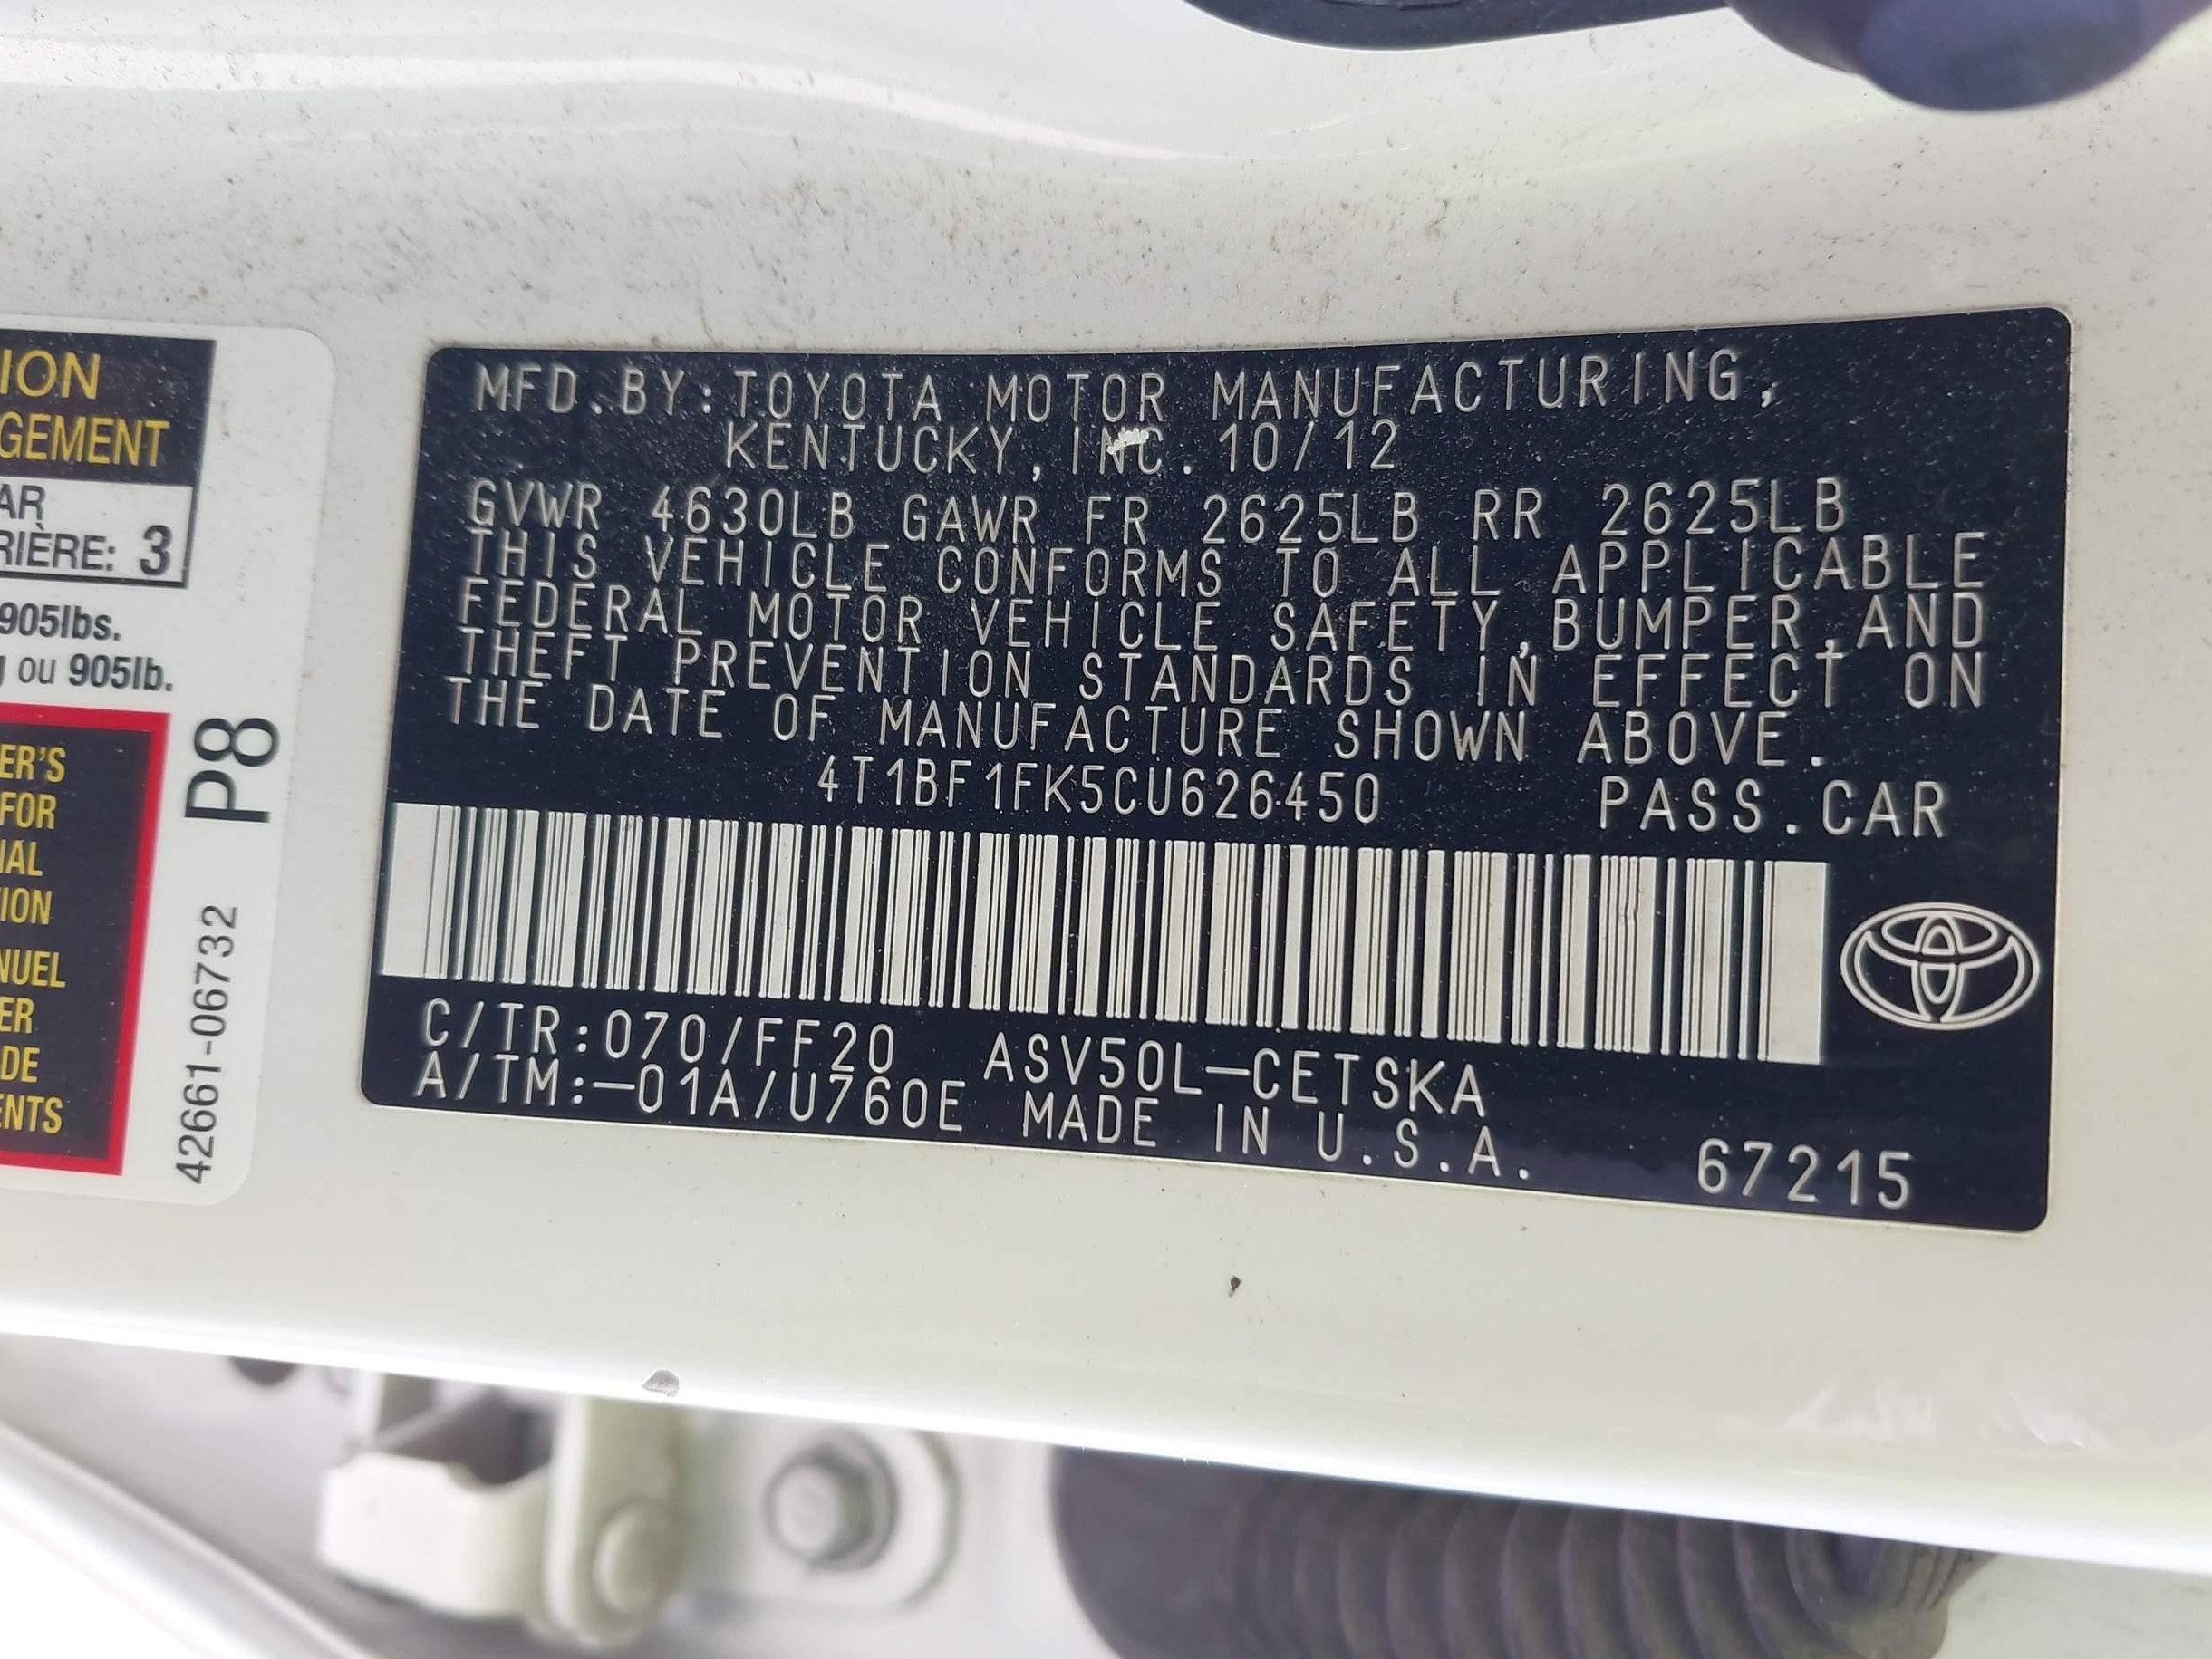 ION
GEMENT
AR
RIÈRE: 3
905lbs.
ou 905lb.
ER'S
FOR
IAL
ION
NUEL
ER
DE
ENTS
P8
42661-06732
MFD.BY:TOYOTA MOTOR MANUFACTURING,
KENTUCKY, INC. 10/12
GVWR 4630LB GAWR FR 2625LB RR 2625LB
THIS VEHICLE CONFORMS TO ALL APPLICABLE
FEDERAL MOTOR VEHICLE SAFETY,BUMPER,AND
THEFT PREVENTION STANDARDS IN EFFECT ON
THE DATE OF MANUFACTURE SHOWN ABOVE.
4T1BF1FK5CU626450 PASS.CAR
C/TR:070/FF20 ASV50L-CETSKA
A/TM:-01A/U760E MADE IN U.S.A. 67215